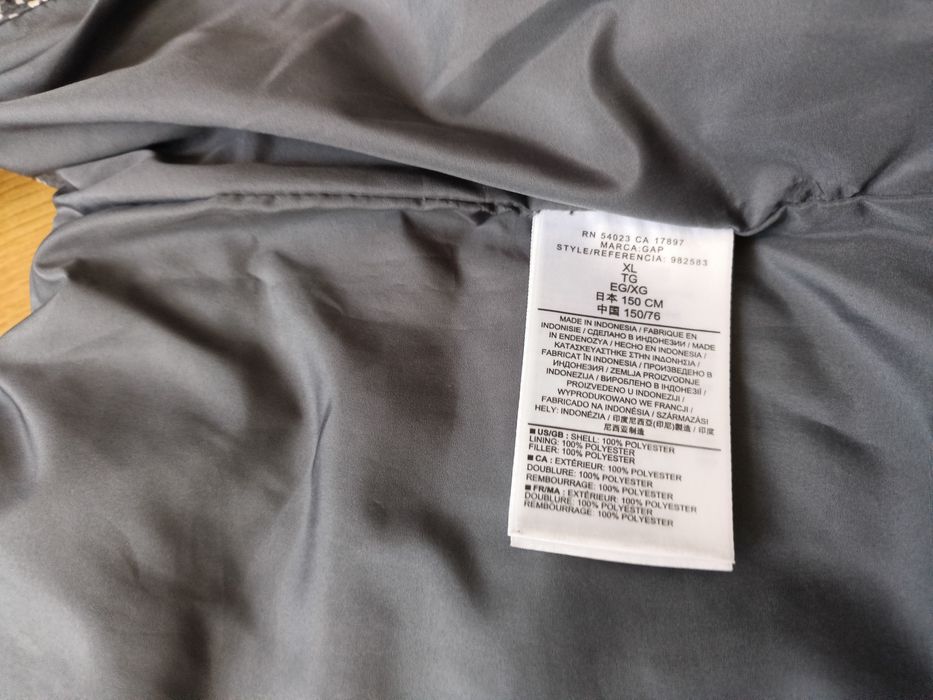 RN 54023 CA 17897
MARCA:GAP
STYLE/REFERENCIA: 982583
XL
TG
EG/XG
日本 150 CM
中国 150/76
MADE IN INDONESIA / FABRIQUE EN
INDONISIE / СДЕЛАНО В ИНДОНЕЗИИ / MADE
IN ENDENOZYA / HECHO EN INDONESIA /
ΚΑΤΑΣΚΕΥΑΣΤΗΚΕ ΣΤΗΝ ΙΝΔΟΝΗΣΙΑ /
FABRICAT ÎN INDONESIA / ПРОИЗВЕДЕНО В
ИНДОНЕЗИЯ / ZEMLJA PROIZVODNJE
INDONEZIJA / ВИРОБЛЕНО В ІНДОНЕЗІЇ /
PROIZVEDENO U INDONEZIJI /
WYPRODUKOWANO WE FRANCJI /
FABRICADO NA INDONÉSIA / SZÁRMAZÁSI
HELY: INDONÉZIA / 印度尼西亞(印尼)製造 / 印度
尼西亚制造
■ US/GB : SHELL: 100% POLYESTER
LINING: 100% POLYESTER
FILLER: 100% POLYESTER
■ CA : EXTÉRIEUR: 100% POLYESTER
DOUBLURE: 100% POLYESTER
REMBOURRAGE: 100% POLYESTER
■ FR/MA : EXTÉRIEUR: 100% POLYESTER
DOUBLURE: 100% POLYESTER
REMBOURRAGE: 100% POLYESTER